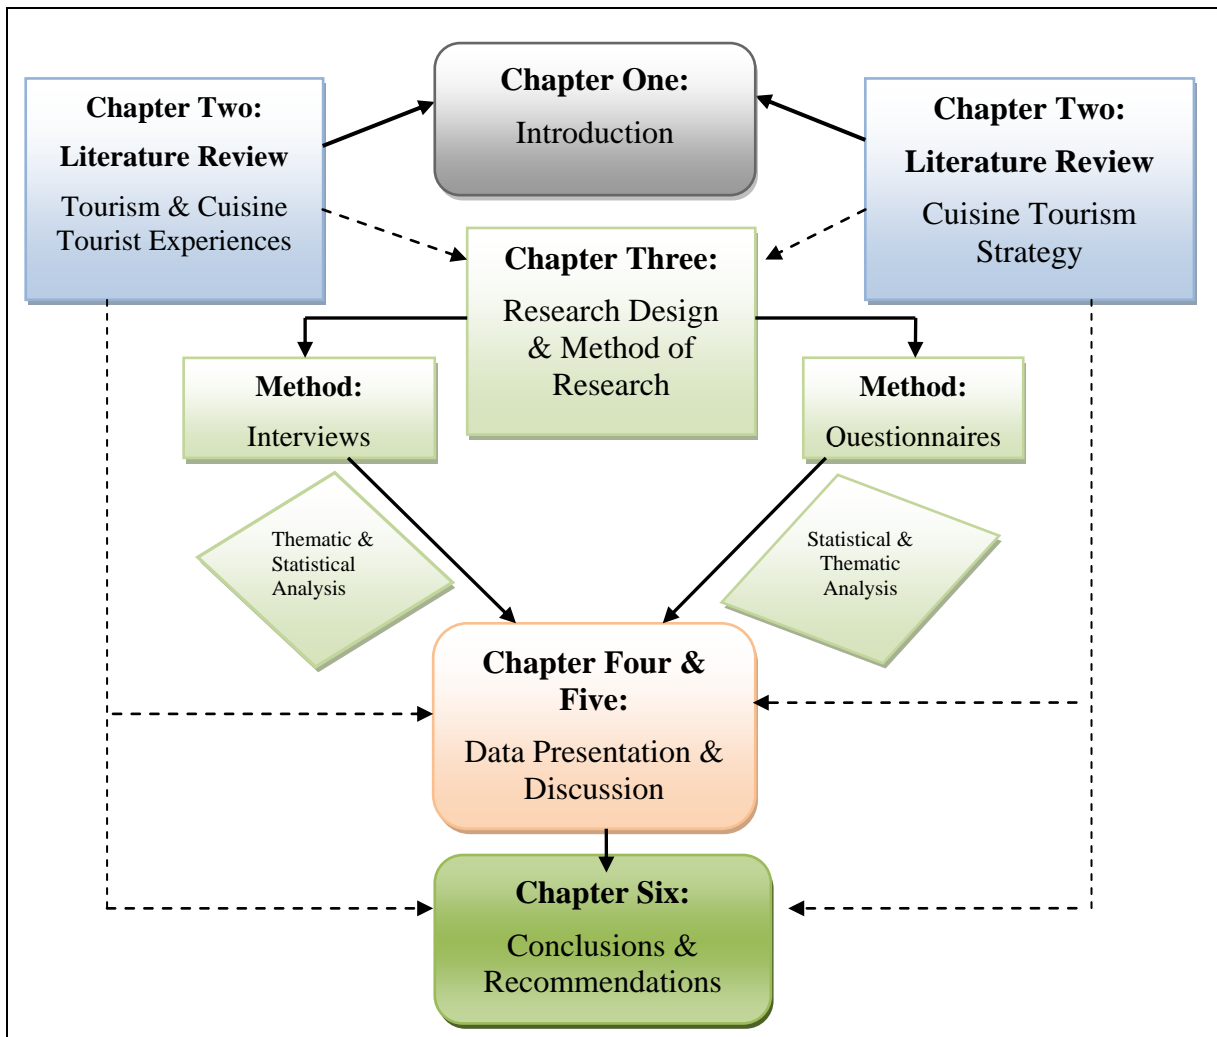 Chapter One:
Introduction
Chapter Two:
Literature Review
Tourism & Cuisine
Tourist Experiences
Chapter Two:
Literature Review
Cuisine Tourism
Strategy
Chapter Three:
Research Design
& Method of
Research
Method:
Interviews
Method:
Ouestionnaires
Thematic &
Statistical
Analysis
Statistical &
Thematic
Analysis
Chapter Four &
Five:
Data Presentation &
Discussion
Chapter Six:
Conclusions &
Recommendations